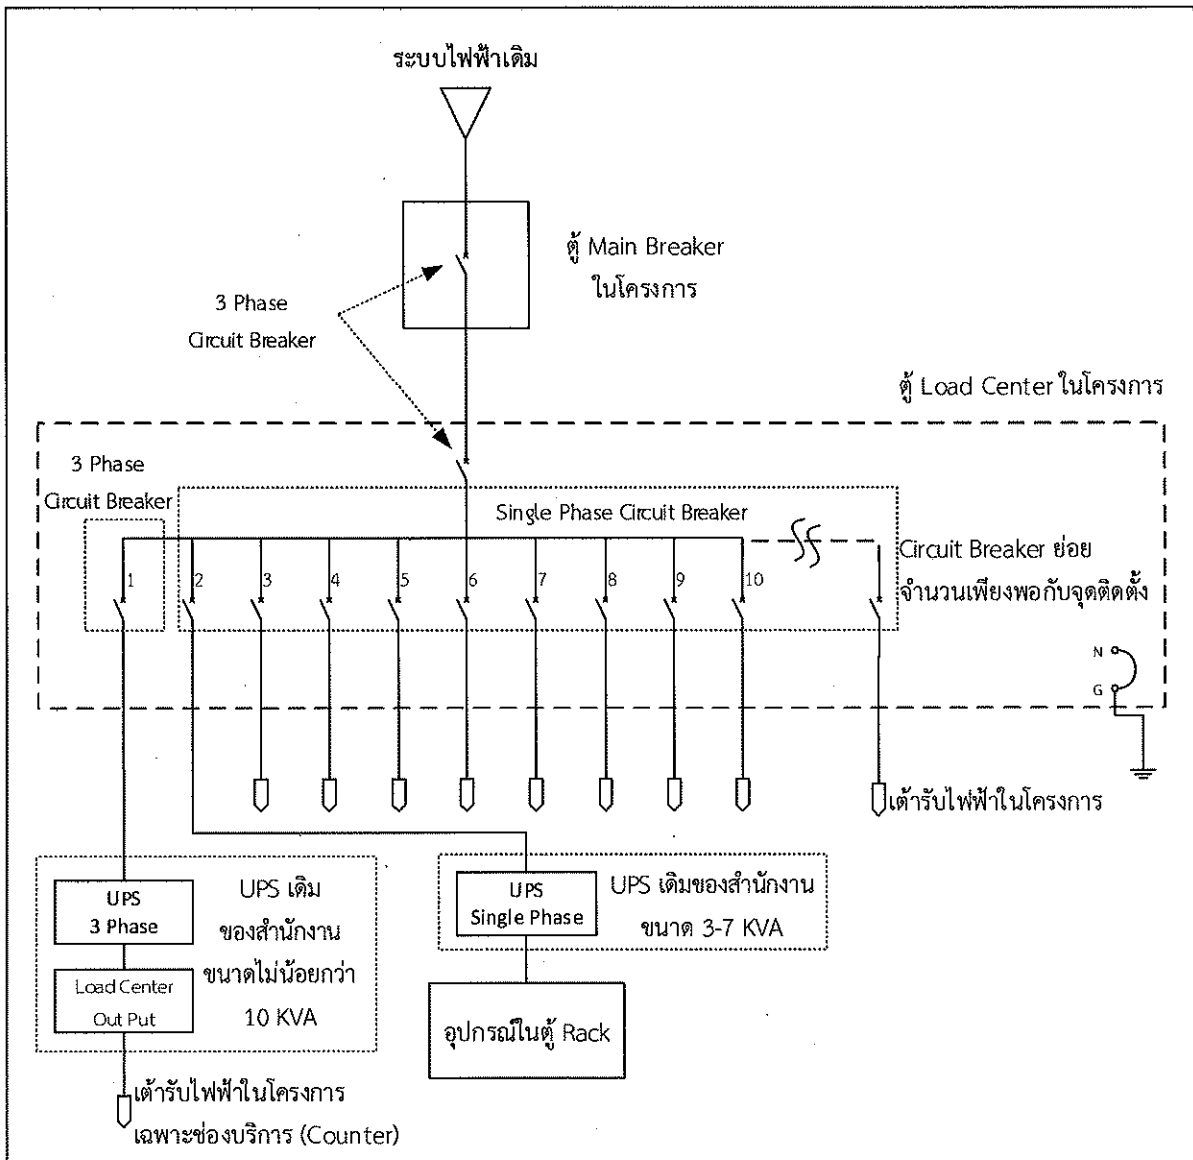 ระบบไฟฟ้าเดิม
ตู้ Main Breaker
ในโครงการ
3 Phase
Circuit Breaker
ตู้ Load Center ในโครงการ
3 Phase
Circuit Breaker
Single Phase Circuit Breaker
1 2 3 4 5 6 7 8 9 10
Circuit Breaker ย่อย
จำนวนเพียงพอกับจุดติดตั้ง
N
G
เต้ารับไฟฟ้าในโครงการ
UPS
3 Phase
Load Center
Out Put
UPS เดิม
ของสำนักงาน
ขนาดไม่น้อยกว่า
10 KVA
UPS
Single Phase
UPS เดิมของสำนักงาน
ขนาด 3-7 KVA
อุปกรณ์ในตู้ Rack
เต้ารับไฟฟ้าในโครงการ
เฉพาะช่องบริการ (Counter)